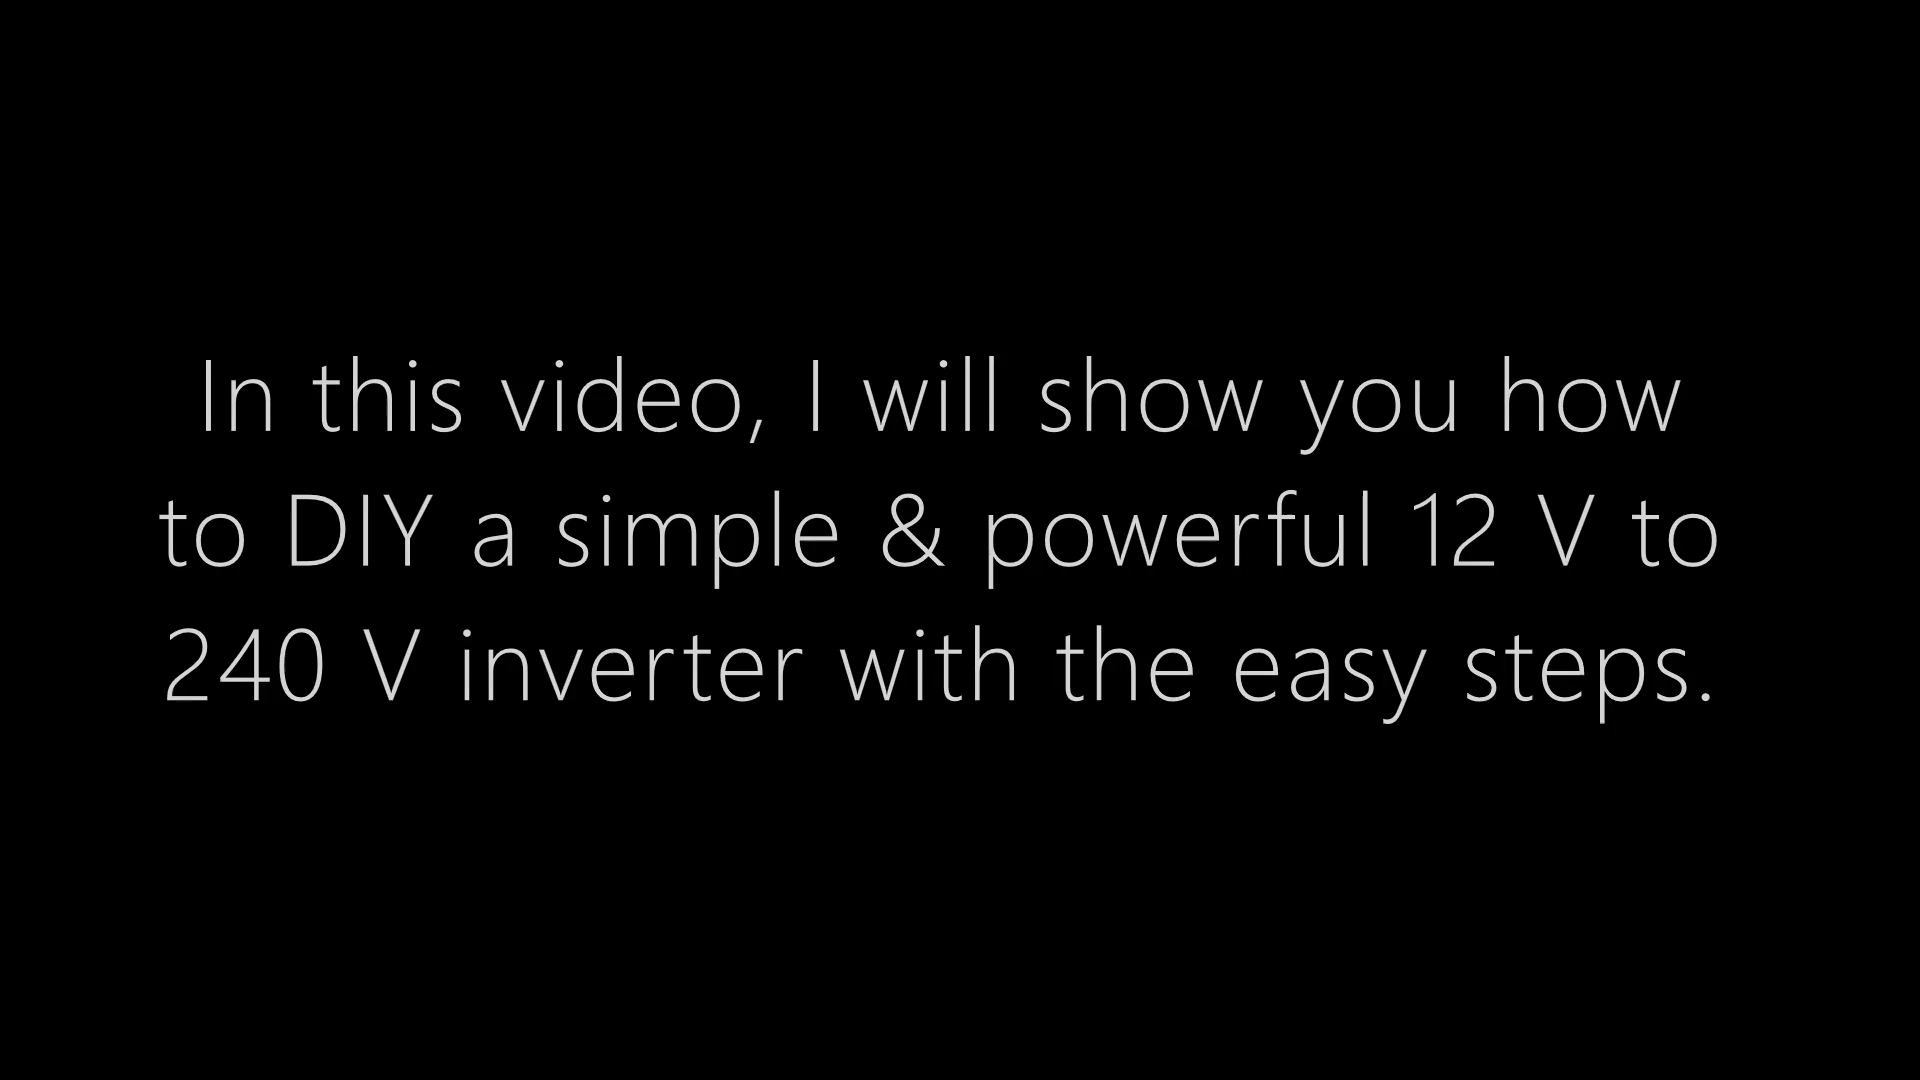 In this video, I will show you how
to DIY a simple & powerful 12 V to
240 V inverter with the easy steps.